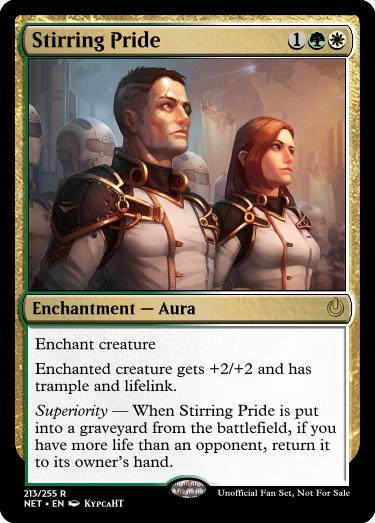 Stirring Pride
1
Enchantment — Aura
Enchant creature
Enchanted creature gets +2/+2 and has
trample and lifelink.
Superiority — When Stirring Pride is put
into a graveyard from the battlefield, if you
have more life than an opponent, return it
to its owner's hand.
213/255 R
NET • EN KypcaHT
Unofficial Fan Set, Not For Sale